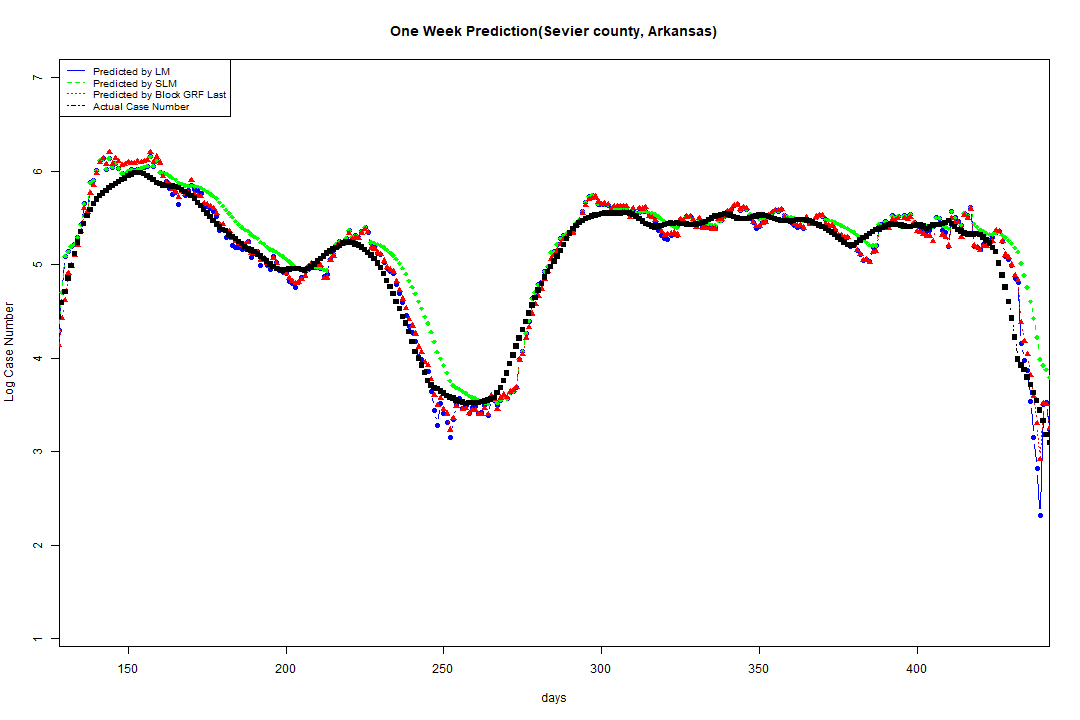 One Week Prediction(Sevier county, Arkansas)
Predicted by LM
Predicted by SLM
Predicted by Block GRF Last
Actual Case Number
7
6
5
4
3
2
1
Log Case Number
150 200 250 300 350 400
days